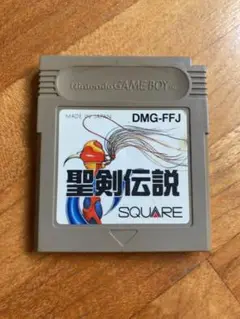 Nintendo GAME BOY
MADE IN JAPAN
DMG-FFJ
聖剣伝説
SQUARE